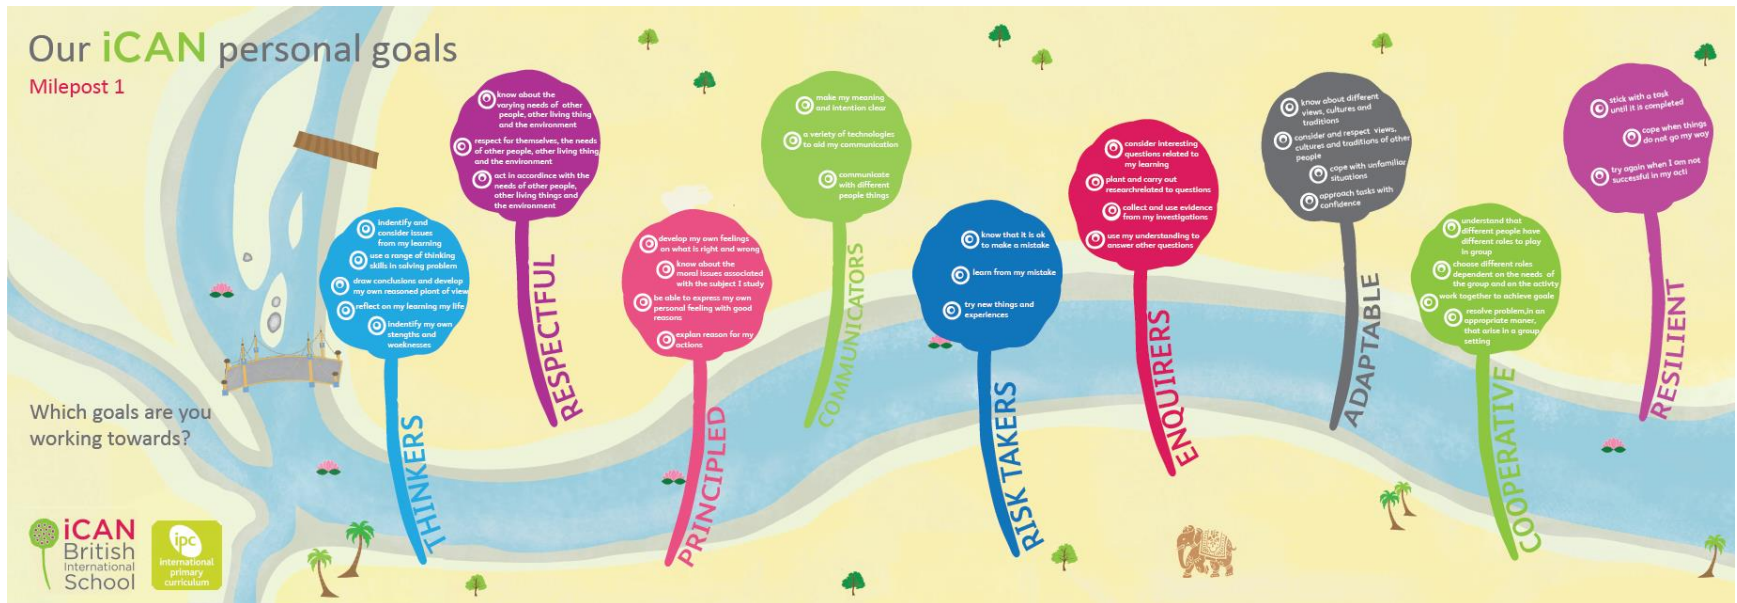 Our iCAN personal goals
Milepost 1
Which goals are you
working towards?
indentify and
consider issues
from my learning
use a range of thinking
skills in solving problem
draw conclusions and develop
my own reasoned piont of view
reflect on my learning my life
indentify my own
stengths and
waeknesses
THINKERS
know about the
varying needs of other
people, other living thing
and the environment
respect for themselves, the needs
of other people, other living thing
and the environment
act in accordince with the
needs of other people,
other living things and
the environment
RESPECTFUL
develop my own feelings
on what is right and wrong
know about the
moral issues associated
with the subject I study
be able to express my own
personal feeling with good
reasons
explan reason for my
actions
PRINCIPLED
make my meaning
and intention clear
a veriety of technologies
to aid my communication
communicate
with different
people things
COMMUNICATORS
know that it is ok
to make a mistake
learn from my mistake
try new things and
experiences
RISK TAKERS
consider interesting
questions related to
my learning
plant and carry out
researchrelated to questions
collect and use evidence
from my investigations
use my understanding to
answer other questions
ENQUIRERS
know about different
views, cultures and
traditions
consider and respect views,
cultures and traditions of other
people
cope with unfamiliar
situations
approach tasks with
confidence
ADAPTABLE
understand that
different people have
different roles to play
in group
choose different roles
dependent on the needs of
the group and on the activty
work together to achieve goale
resolve problem,in an
appropriate maner,
that arise in a group
setting
COOPERATIVE
stick with a task
until it is completed
cope when things
do not go my way
try again when I am not
successful in my acti
RESILIENT
iCAN
British
International
School
ipc
international
primary
curriculum